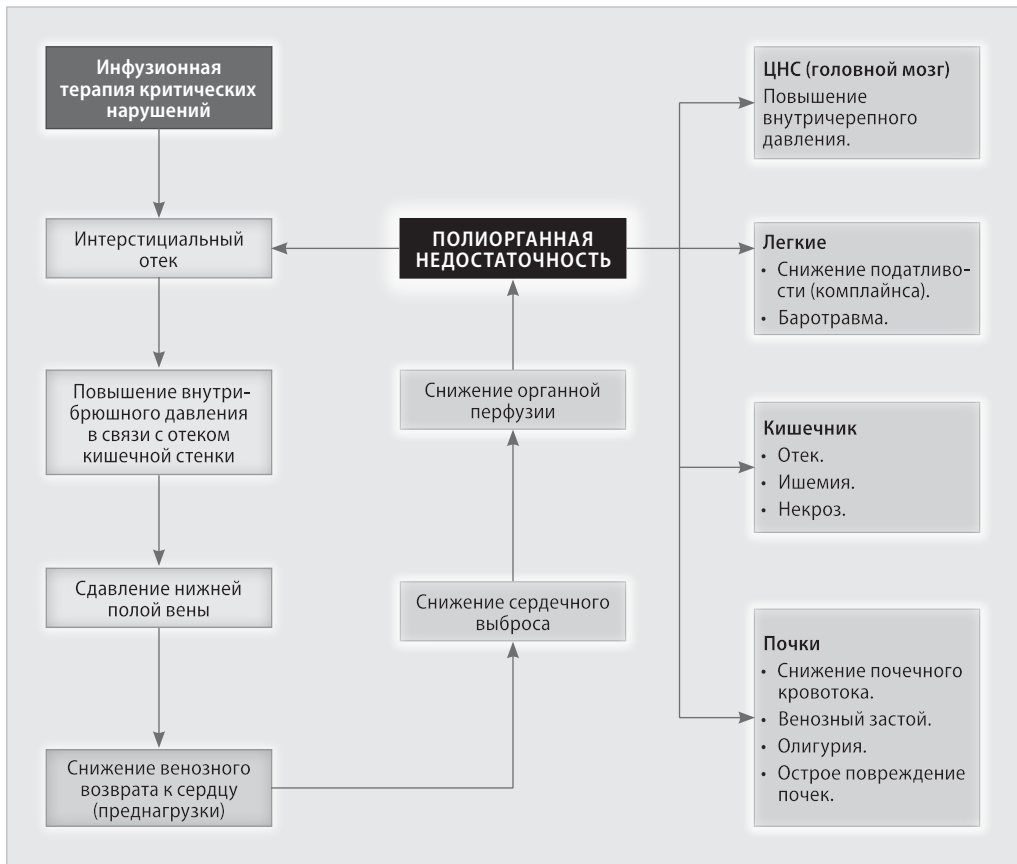 Инфузионная
терапия критических
нарушений
Интерстициальный
отек
Повышение внутри-
брюшного давления
в связи с отеком
кишечной стенки
Сдавление нижней
полой вены
Снижение венозного
возврата к сердцу
(преднагрузки)
ПОЛИОРГАННАЯ
НЕДОСТАТОЧНОСТЬ
Снижение органной
перфузии
Снижение сердечного
выброса
ЦНС (головной мозг)
Повышение
внутричерепного
давления.
Легкие
• Снижение податливо-
сти (комплайнса).
• Баротравма.
Кишечник
• Отек.
• Ишемия.
• Некроз.
Почки
• Снижение почечного
кровотока.
• Венозный застой.
• Олигурия.
• Острое повреждение
почек.